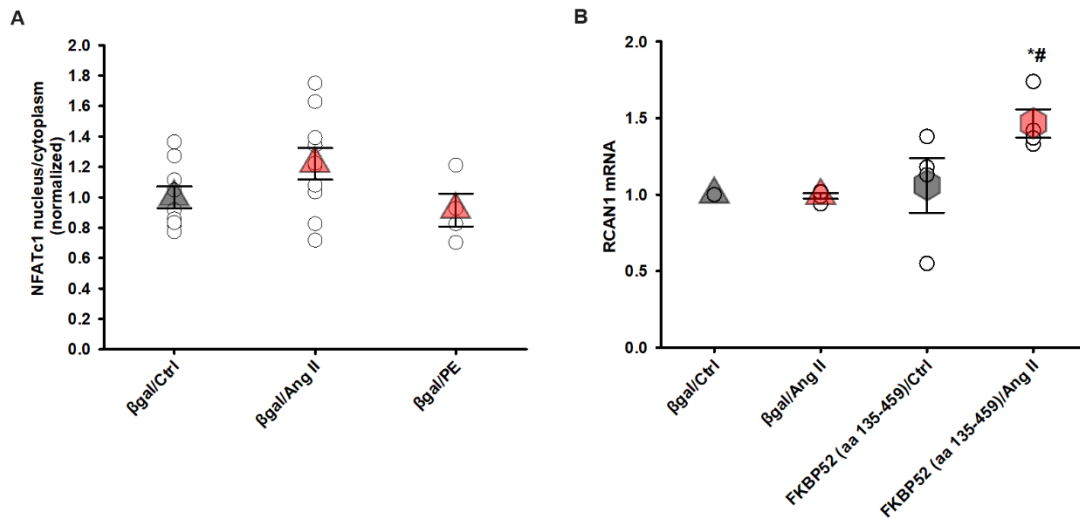 A
NFATc1 nucleus/cytoplasm
(normalized)
2.0
1.8
1.6
1.4
1.2
1.0
0.8
0.6
0.4
0.2
0.0
βgal/Ctrl
βgal/Ang II
βgal/PE
B
RCAN1 mRNA
2.0
1.5
1.0
0.5
0.0
*#
βgal/Ctrl
βgal/Ang II
FKBP52 (aa 135-459)/Ctrl
FKBP52 (aa 135-459)/Ang II